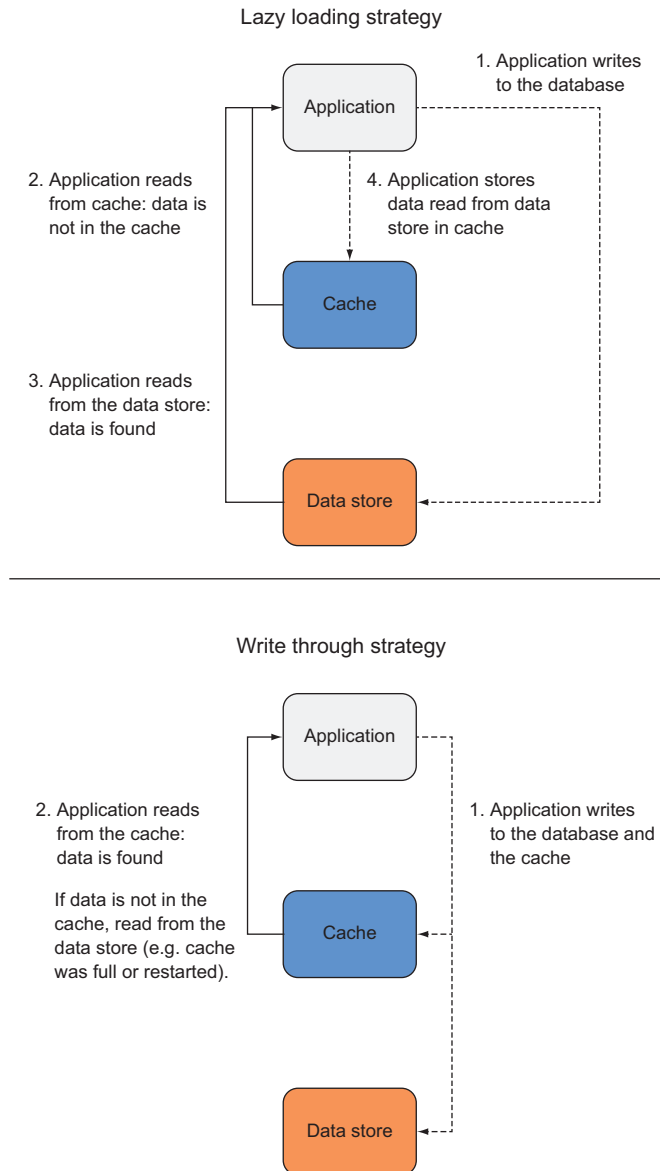 Lazy loading strategy
1. Application writes
to the database
Application
2. Application reads
from cache: data is
not in the cache
4. Application stores
data read from data
store in cache
Cache
3. Application reads
from the data store:
data is found
Data store
Write through strategy
Application
2. Application reads
from the cache:
data is found
1. Application writes
to the database and
the cache
If data is not in the
cache, read from the
data store (e.g. cache
was full or restarted).
Cache
Data store